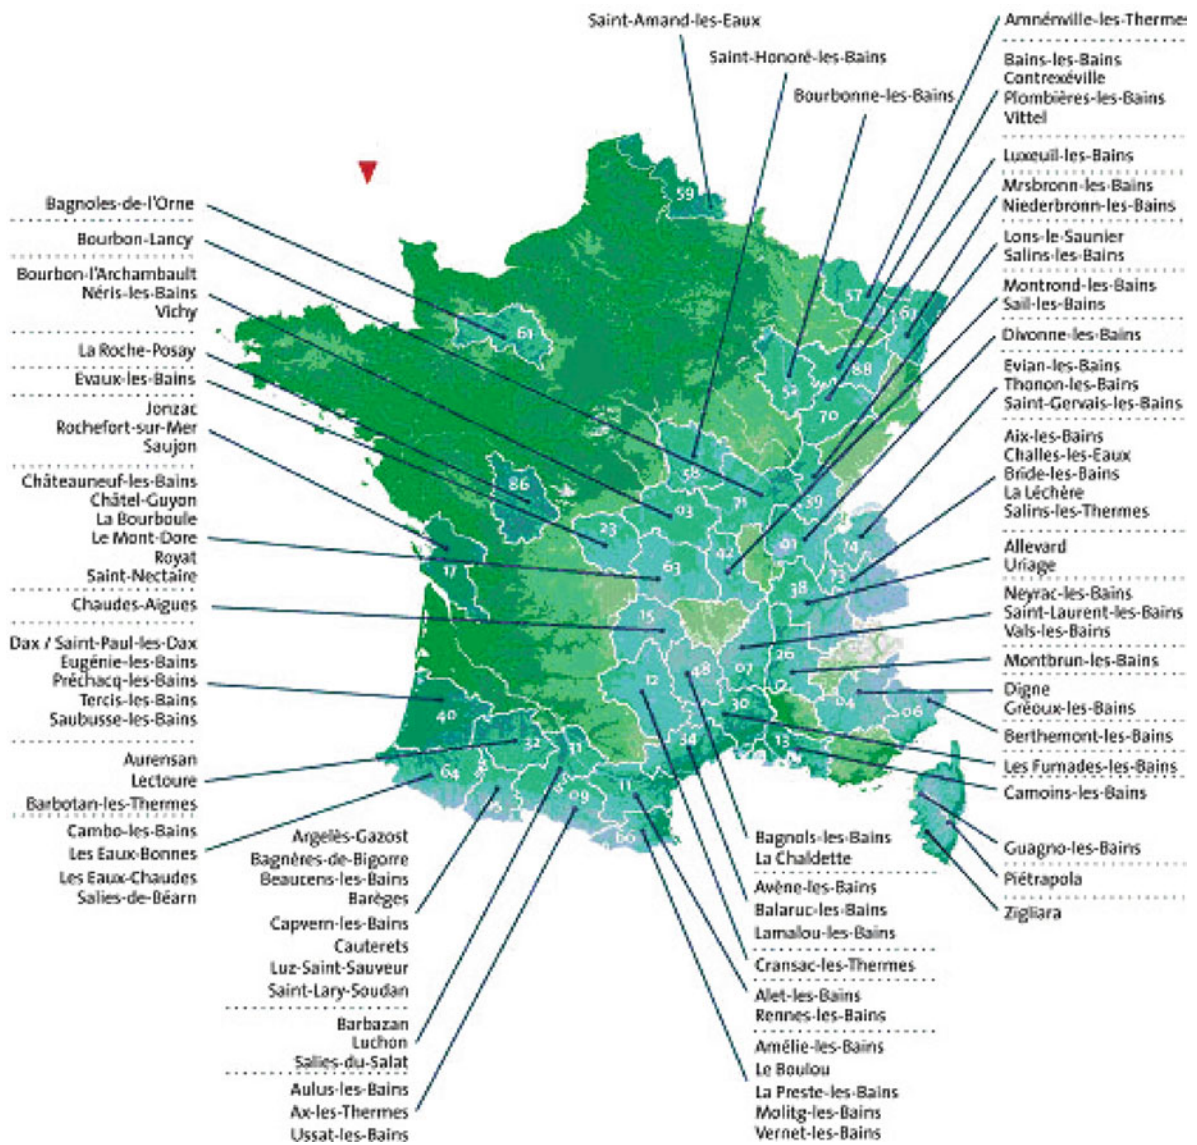 Saint-Amand-les-Eaux
Saint-Honoré-les-Bains
Bourbonne-les-Bains
Amnénville-les-Thermes
Bains-les-Bains
Contrexéville
Plombières-les-Bains
Vittel
Luxeuil-les-Bains
Mrsbronn-les-Bains
Niederbronn-les-Bains
Lons-le-Saunier
Salins-les-Bains
Montrond-les-Bains
Sail-les-Bains
Divonne-les-Bains
Evian-les-Bains
Thonon-les-Bains
Saint-Gervais-les-Bains
Aix-les-Bains
Challes-les-Eaux
Bride-les-Bains
La Léchère
Salins-les-Thermes
Allevard
Uriage
Neyrac-les-Bains
Saint-Laurent-les-Bains
Vals-les-Bains
Montbrun-les-Bains
Digne
Gréoux-les-Bains
Berthemont-les-Bains
Les Fumades-les-Bains
Camoins-les-Bains
Guagno-les-Bains
Piétrapola
Zigliara
Bagnoles-de-l'Orne
Bourbon-Lancy
Bourbon-l'Archambault
Néris-les-Bains
Vichy
La Roche-Posay
Evaux-les-Bains
Jonzac
Rochefort-sur-Mer
Saujon
Châteauneuf-les-Bains
Châtel-Guyon
La Bourboule
Le Mont-Dore
Royat
Saint-Nectaire
Chaudes-Aigues
Dax / Saint-Paul-les-Dax
Eugénie-les-Bains
Préchacq-les-Bains
Tercis-les-Bains
Saubusse-les-Bains
Aurensan
Lectoure
Barbotan-les-Thermes
Cambo-les-Bains
Les Eaux-Bonnes
Les Eaux-Chaudes
Salies-de-Béarn
Argelès-Gazost
Bagnères-de-Bigorre
Beaucens-les-Bains
Barèges
Capvern-les-Bains
Cauterets
Luz-Saint-Sauveur
Saint-Lary-Soudan
Barbazan
Luchon
Salies-du-Salat
Aulus-les-Bains
Ax-les-Thermes
Ussat-les-Bains
Bagnols-les-Bains
La Chaldette
Avène-les-Bains
Balaruc-les-Bains
Lamalou-les-Bains
Cransac-les-Thermes
Alet-les-Bains
Rennes-les-Bains
Amélie-les-Bains
Le Boulou
La Preste-les-Bains
Molitg-les-Bains
Vernet-les-Bains
59
57
67
61
52
88
70
58
86
71
39
03
23
01
74
42
63
73
38
17
15
26
48
07
12
04
40
30
06
32
31
34
13
64
09
11
66